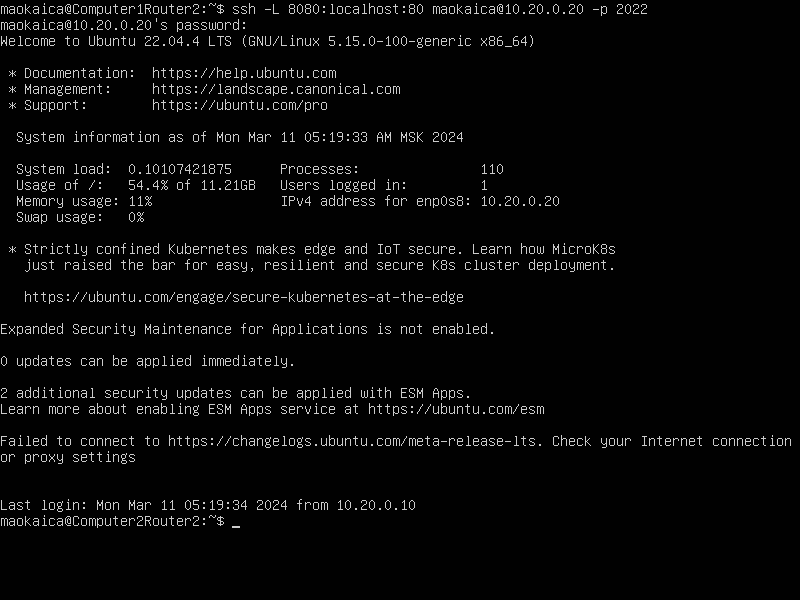 maokaica@Computer1Router2:~$ ssh -L 8080:localhost:80 maokaica@10.20.0.20 -p 2022
maokaica@10.20.0.20's password:
Welcome to Ubuntu 22.04.4 LTS (GNU/Linux 5.15.0-100-generic x86_64)

 * Documentation:  https://help.ubuntu.com
 * Management:     https://landscape.canonical.com
 * Support:        https://ubuntu.com/pro

  System information as of Mon Mar 11 05:19:33 AM MSK 2024

  System load:  0.10107421875      Processes:               110
  Usage of /:   54.4% of 11.21GB   Users logged in:         1
  Memory usage: 11%                IPv4 address for enp0s8: 10.20.0.20
  Swap usage:   0%

 * Strictly confined Kubernetes makes edge and IoT secure. Learn how MicroK8s
   just raised the bar for easy, resilient and secure K8s cluster deployment.

   https://ubuntu.com/engage/secure-kubernetes-at-the-edge

Expanded Security Maintenance for Applications is not enabled.

0 updates can be applied immediately.

2 additional security updates can be applied with ESM Apps.
Learn more about enabling ESM Apps service at https://ubuntu.com/esm

Failed to connect to https://changelogs.ubuntu.com/meta-release-lts. Check your Internet connection
or proxy settings

Last login: Mon Mar 11 05:19:34 2024 from 10.20.0.10
maokaica@Computer2Router2:~$ _